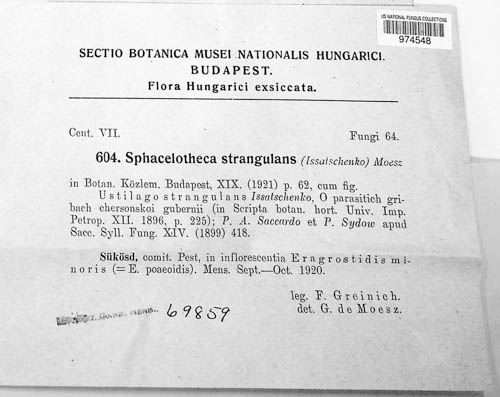 US NATIONAL FUNGUS COLLECTIONS
974548
SECTIO BOTANICA MUSEI NATIONALIS HUNGARICI.
BUDAPEST.
Flora Hungarici exsiccata.
Cent. VII. Fungi 64.
604. Sphacelotheca strangulans (Issatschenko) Moesz
in Botan. Közlem. Budapest, XIX. (1921) p. 62, cum fig.
Ustilago strangulans Issatschenko, O parasitich gri-
bach chersonskoi gubernii (in Scripta botan. hort. Univ. Imp.
Petrop. XII. 1896, p. 225); P. A. Saccardo et P. Sydow apud
Sacc. Syll. Fung. XIV. (1899) 418.
Sükösd, comit. Pest, in inflorescentia Eragrostidis mi-
noris (= E. poaeoidis). Mens. Sept.—Oct. 1920.
leg. F. Greinich.
det. G. de Moesz.
69859